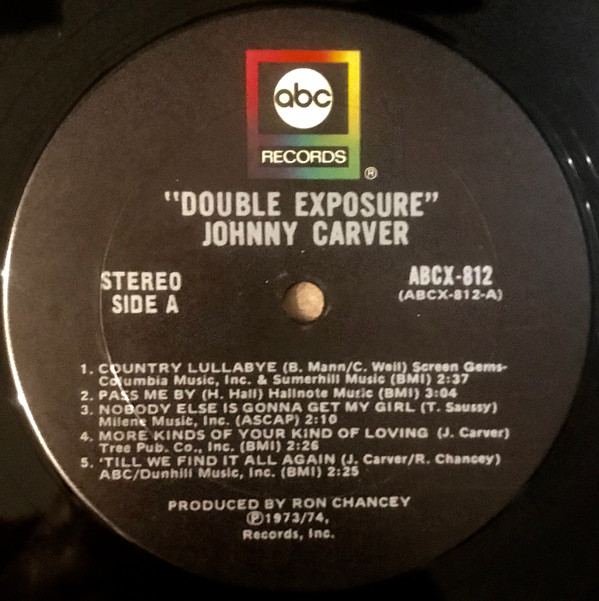 abc
RECORDS
®
"DOUBLE EXPOSURE"
JOHNNY CARVER
STEREO
SIDE A
ABCX-812
(ABCX-812-A)
1. COUNTRY LULLABYE (B. Mann/C. Weil) Screen Gems-
Columbia Music, Inc. & Sumerhill Music (BMI) 2:37
2. PASS ME BY (H. Hall) Hallnote Music (BMI) 3:04
3. NOBODY ELSE IS GONNA GET MY GIRL (T. Saussy)
Milene Music, Inc. (ASCAP) 2:10
4. MORE KINDS OF YOUR KIND OF LOVING (J. Carver)
Tree Pub. Co., Inc. (BMI) 2:26
5. 'TILL WE FIND IT ALL AGAIN (J. Carver/R. Chancey)
ABC/Dunhill Music, Inc. (BMI) 2:25
PRODUCED BY RON CHANCEY
℗1973/74,
Records, Inc.